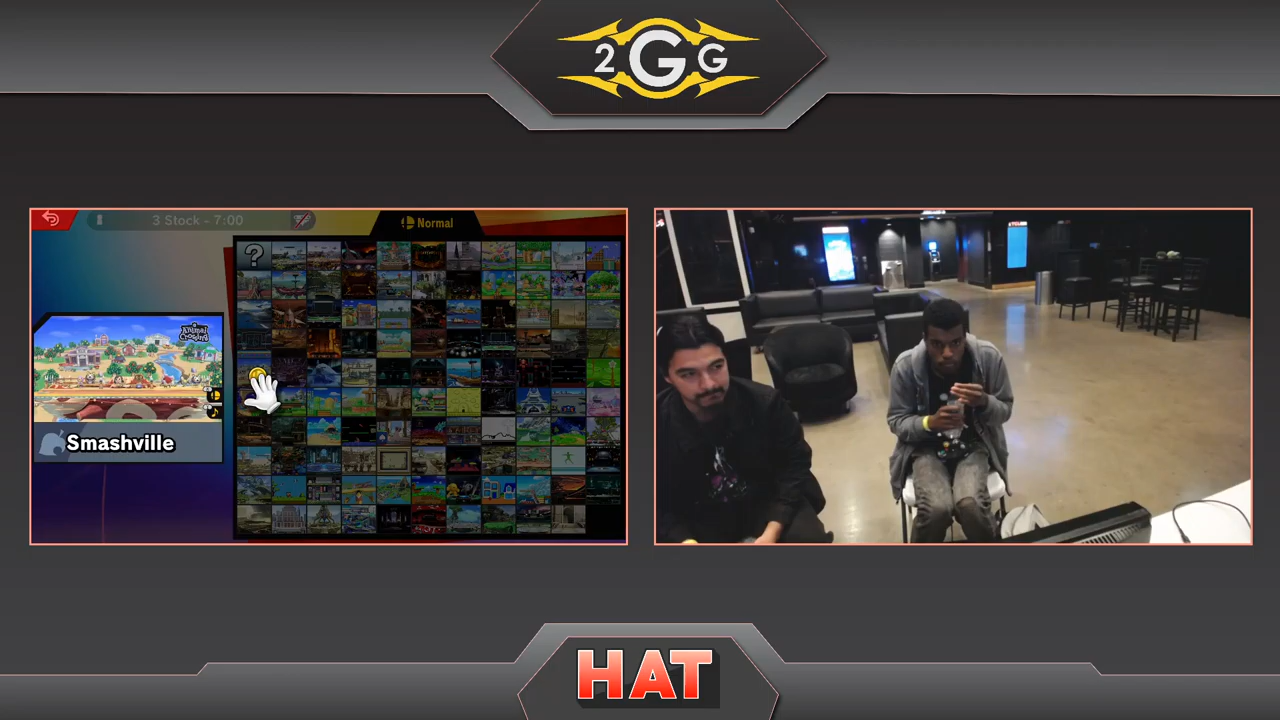 2GG
3 Stock - 7:00
Normal
?
Animal
Crossing
Smashville
HAT